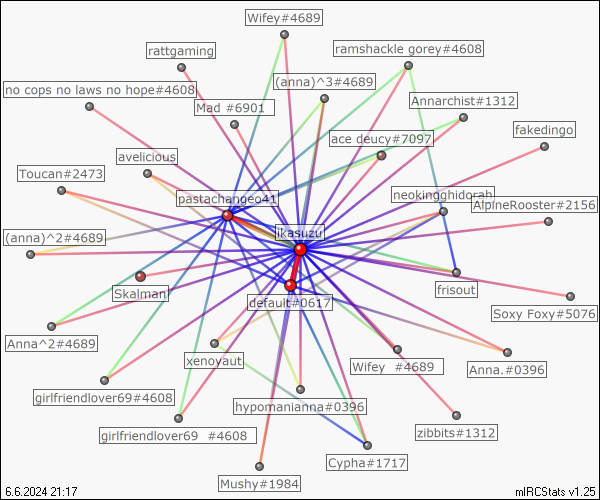 Wifey#4689
rattgaming
ramshackle gorey#4608
no cops no laws no hope#4608
(anna)^3#4689
Mad #6901
Annarchist#1312
ace deucy#7097
fakedingo
avelicious
Toucan#2473
pastachangeo41
neokingghidorah
AlpineRooster#2156
(anna)^2#4689
ikasuzu
Skalman
default#0617
frisout
Soxy Foxy#5076
Anna^2#4689
xenovaut
Wifey #4689
Anna.#0396
girlfriendlover69#4608
hypomanianna#0396
girlfriendlover69 #4608
zibbits#1312
Cypha#1717
Mushy#1984
6.6.2024 21:17
mIRCStats v1.25